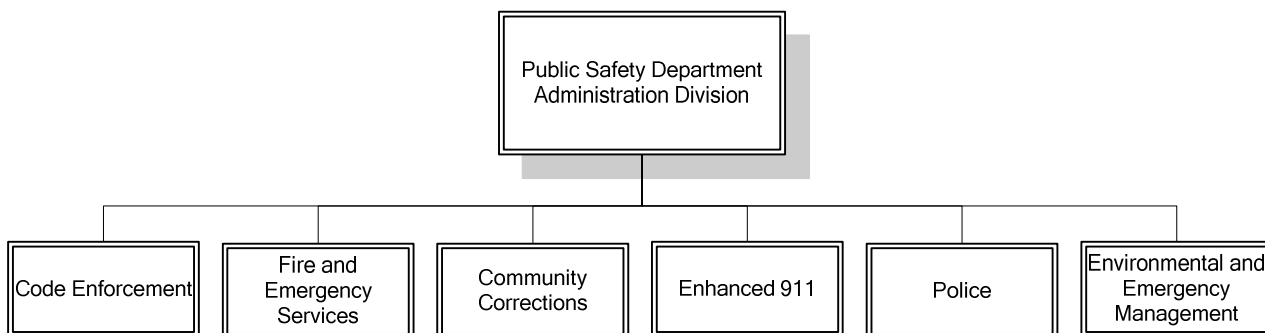 Public Safety Department
Administration Division
Code Enforcement
Fire and
Emergency
Services
Community
Corrections
Enhanced 911
Police
Environmental and
Emergency
Management